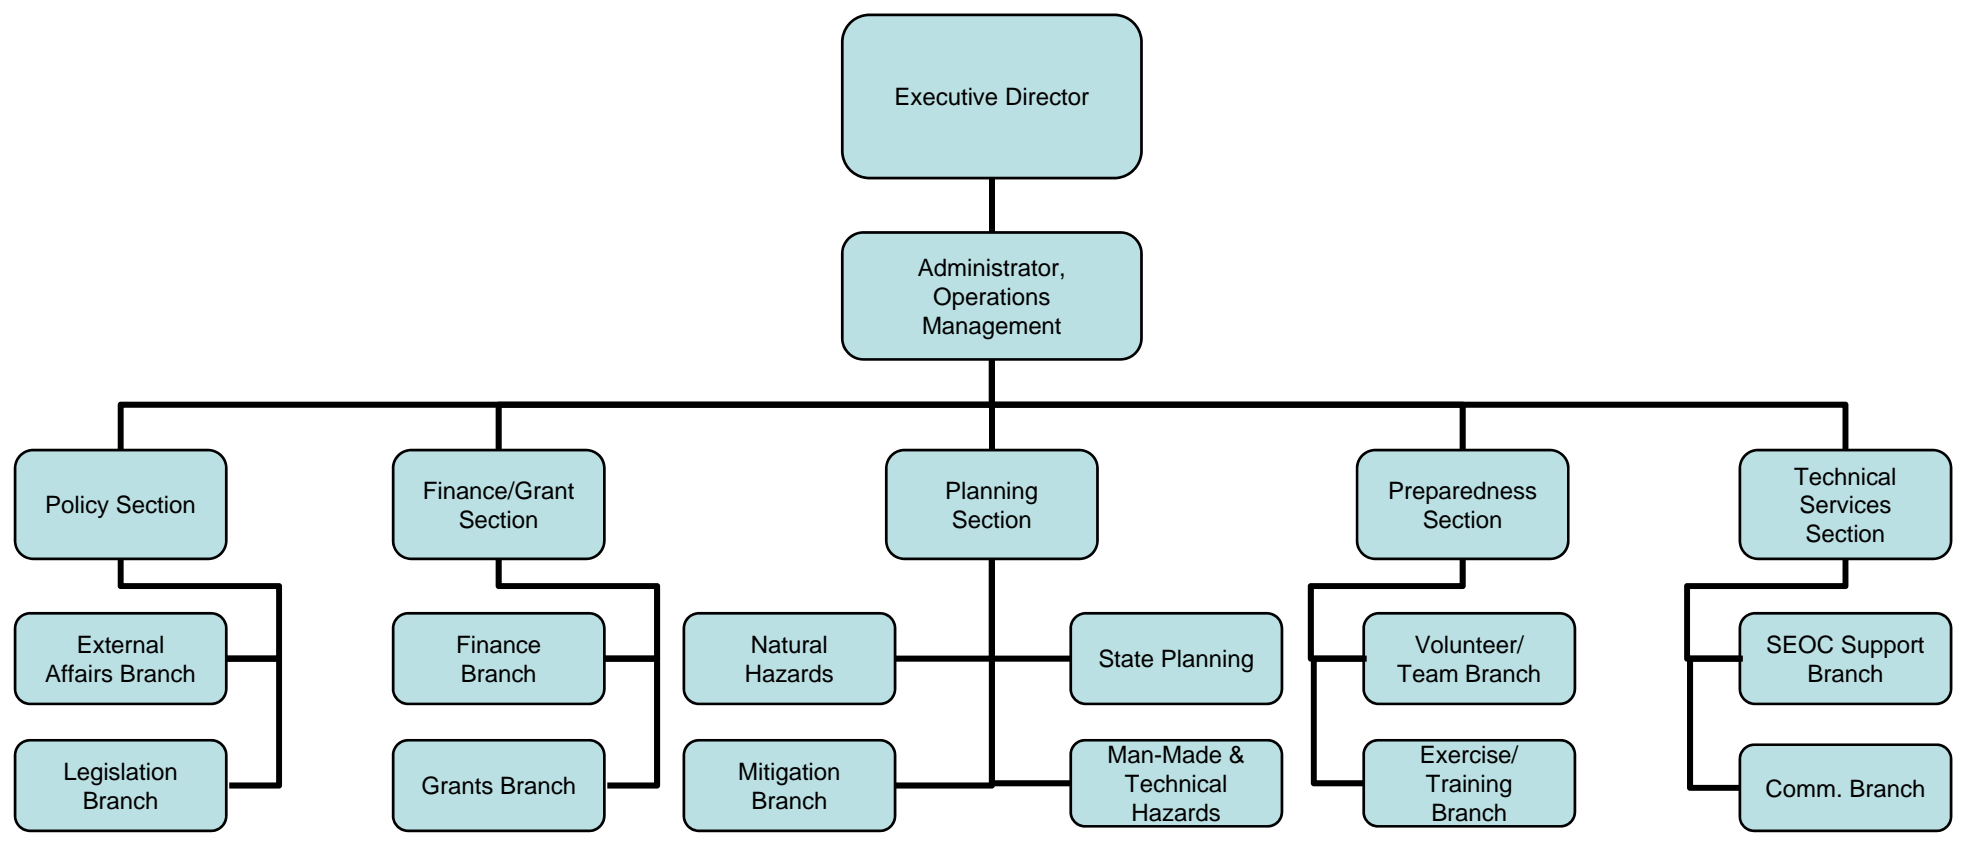 Executive Director
Administrator,
Operations
Management
Policy Section
Finance/Grant
Section
Planning
Section
Preparedness
Section
Technical
Services
Section
External
Affairs Branch
Finance
Branch
Natural
Hazards
State Planning
Volunteer/
Team Branch
SEOC Support
Branch
Legislation
Branch
Grants Branch
Mitigation
Branch
Man-Made &
Technical
Hazards
Exercise/
Training
Branch
Comm. Branch